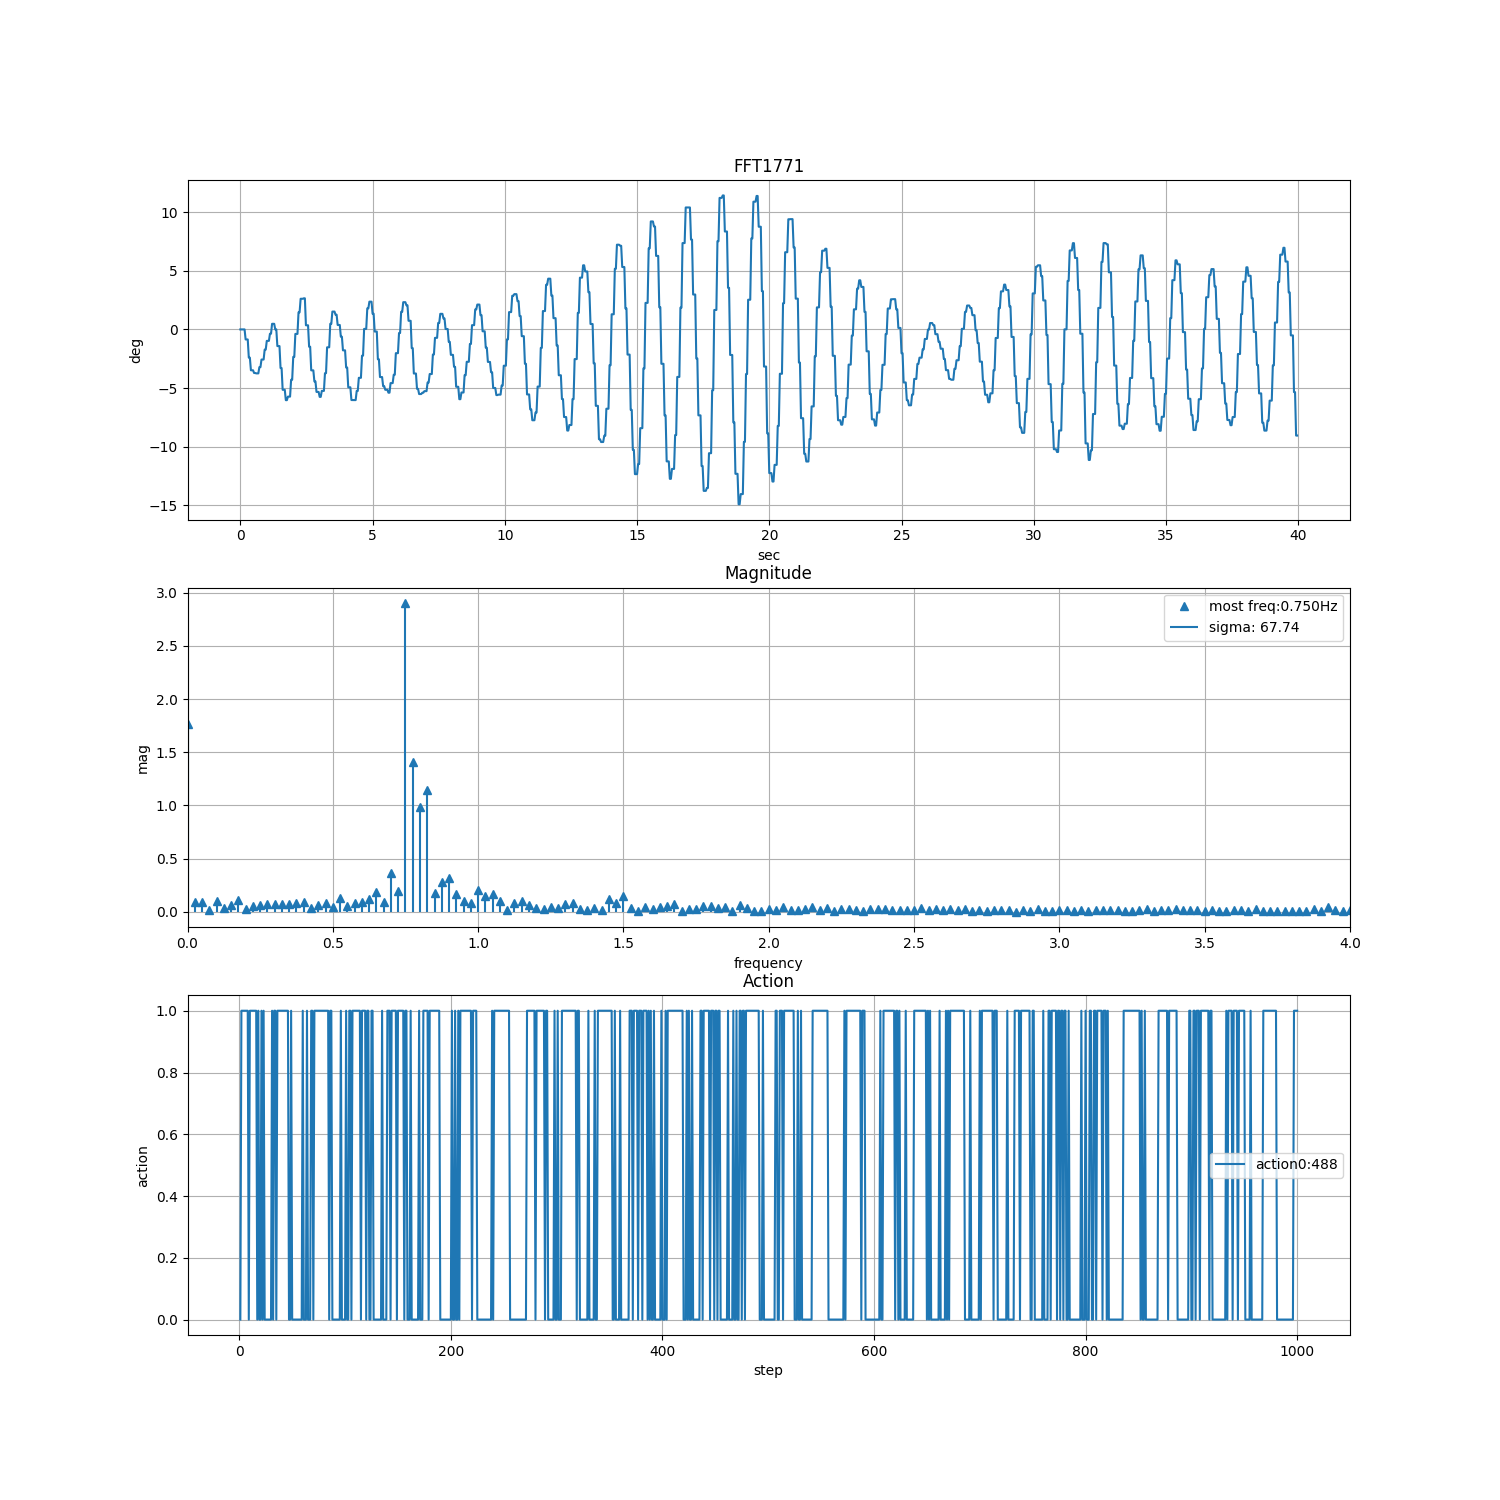 FFT1771
10
5
0
−5
−10
−15
deg
0 5 10 15 20 25 30 35 40
sec
Magnitude
3.0
2.5
2.0
1.5
1.0
0.5
0.0
mag
most freq:0.750Hz
sigma: 67.74
0.0 0.5 1.0 1.5 2.0 2.5 3.0 3.5 4.0
frequency
Action
1.0
0.8
0.6
0.4
0.2
0.0
action
action0:488
0 200 400 600 800 1000
step